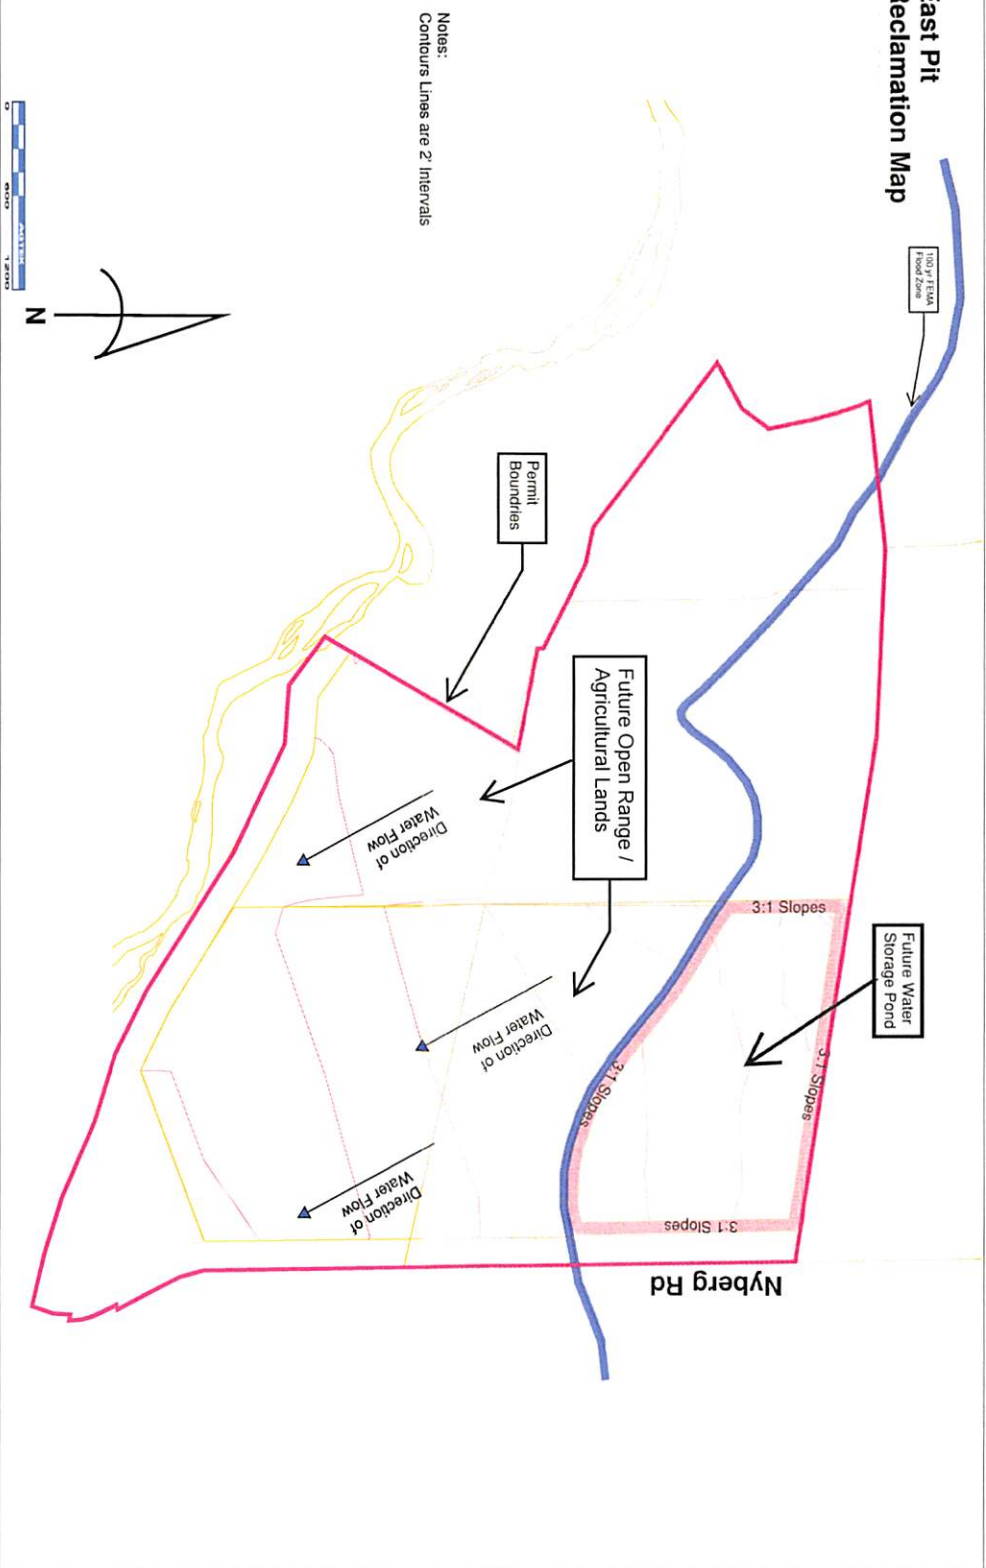 East Pit
Reclamation Map
100 yr FEMA
Flood Zone
Future Water
Storage Pond
3:1 Slopes
3:1 Slopes
3:1 Slopes
3:1 Slopes
Nyberg Rd
Future Open Range /
Agricultural Lands
Permit
Boundries
Direction of
Water Flow
Direction of
Water Flow
Direction of
Water Flow
Notes:
Contours Lines are 2' Intervals
N
0 600 1200
AGTEK